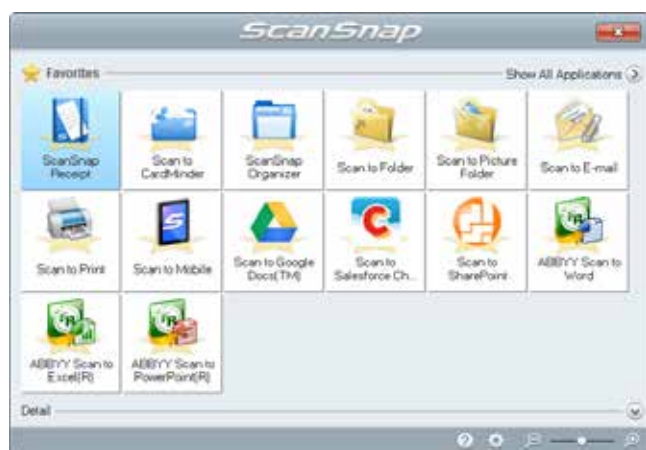 ScanSnap
Favorites
Show All Applications
ScanSnap
Receipt
Scan to
CardMinder
ScanSnap
Organizer
Scan to Folder
Scan to Picture
Folder
Scan to E-mail
Scan to Print
Scan to Mobile
Scan to Google
Docs(TM)
Scan to
Salesforce Ch...
Scan to
SharePoint
ABBYY Scan to
Word
ABBYY Scan to
Excel(R)
ABBYY Scan to
PowerPoint(R)
Detail